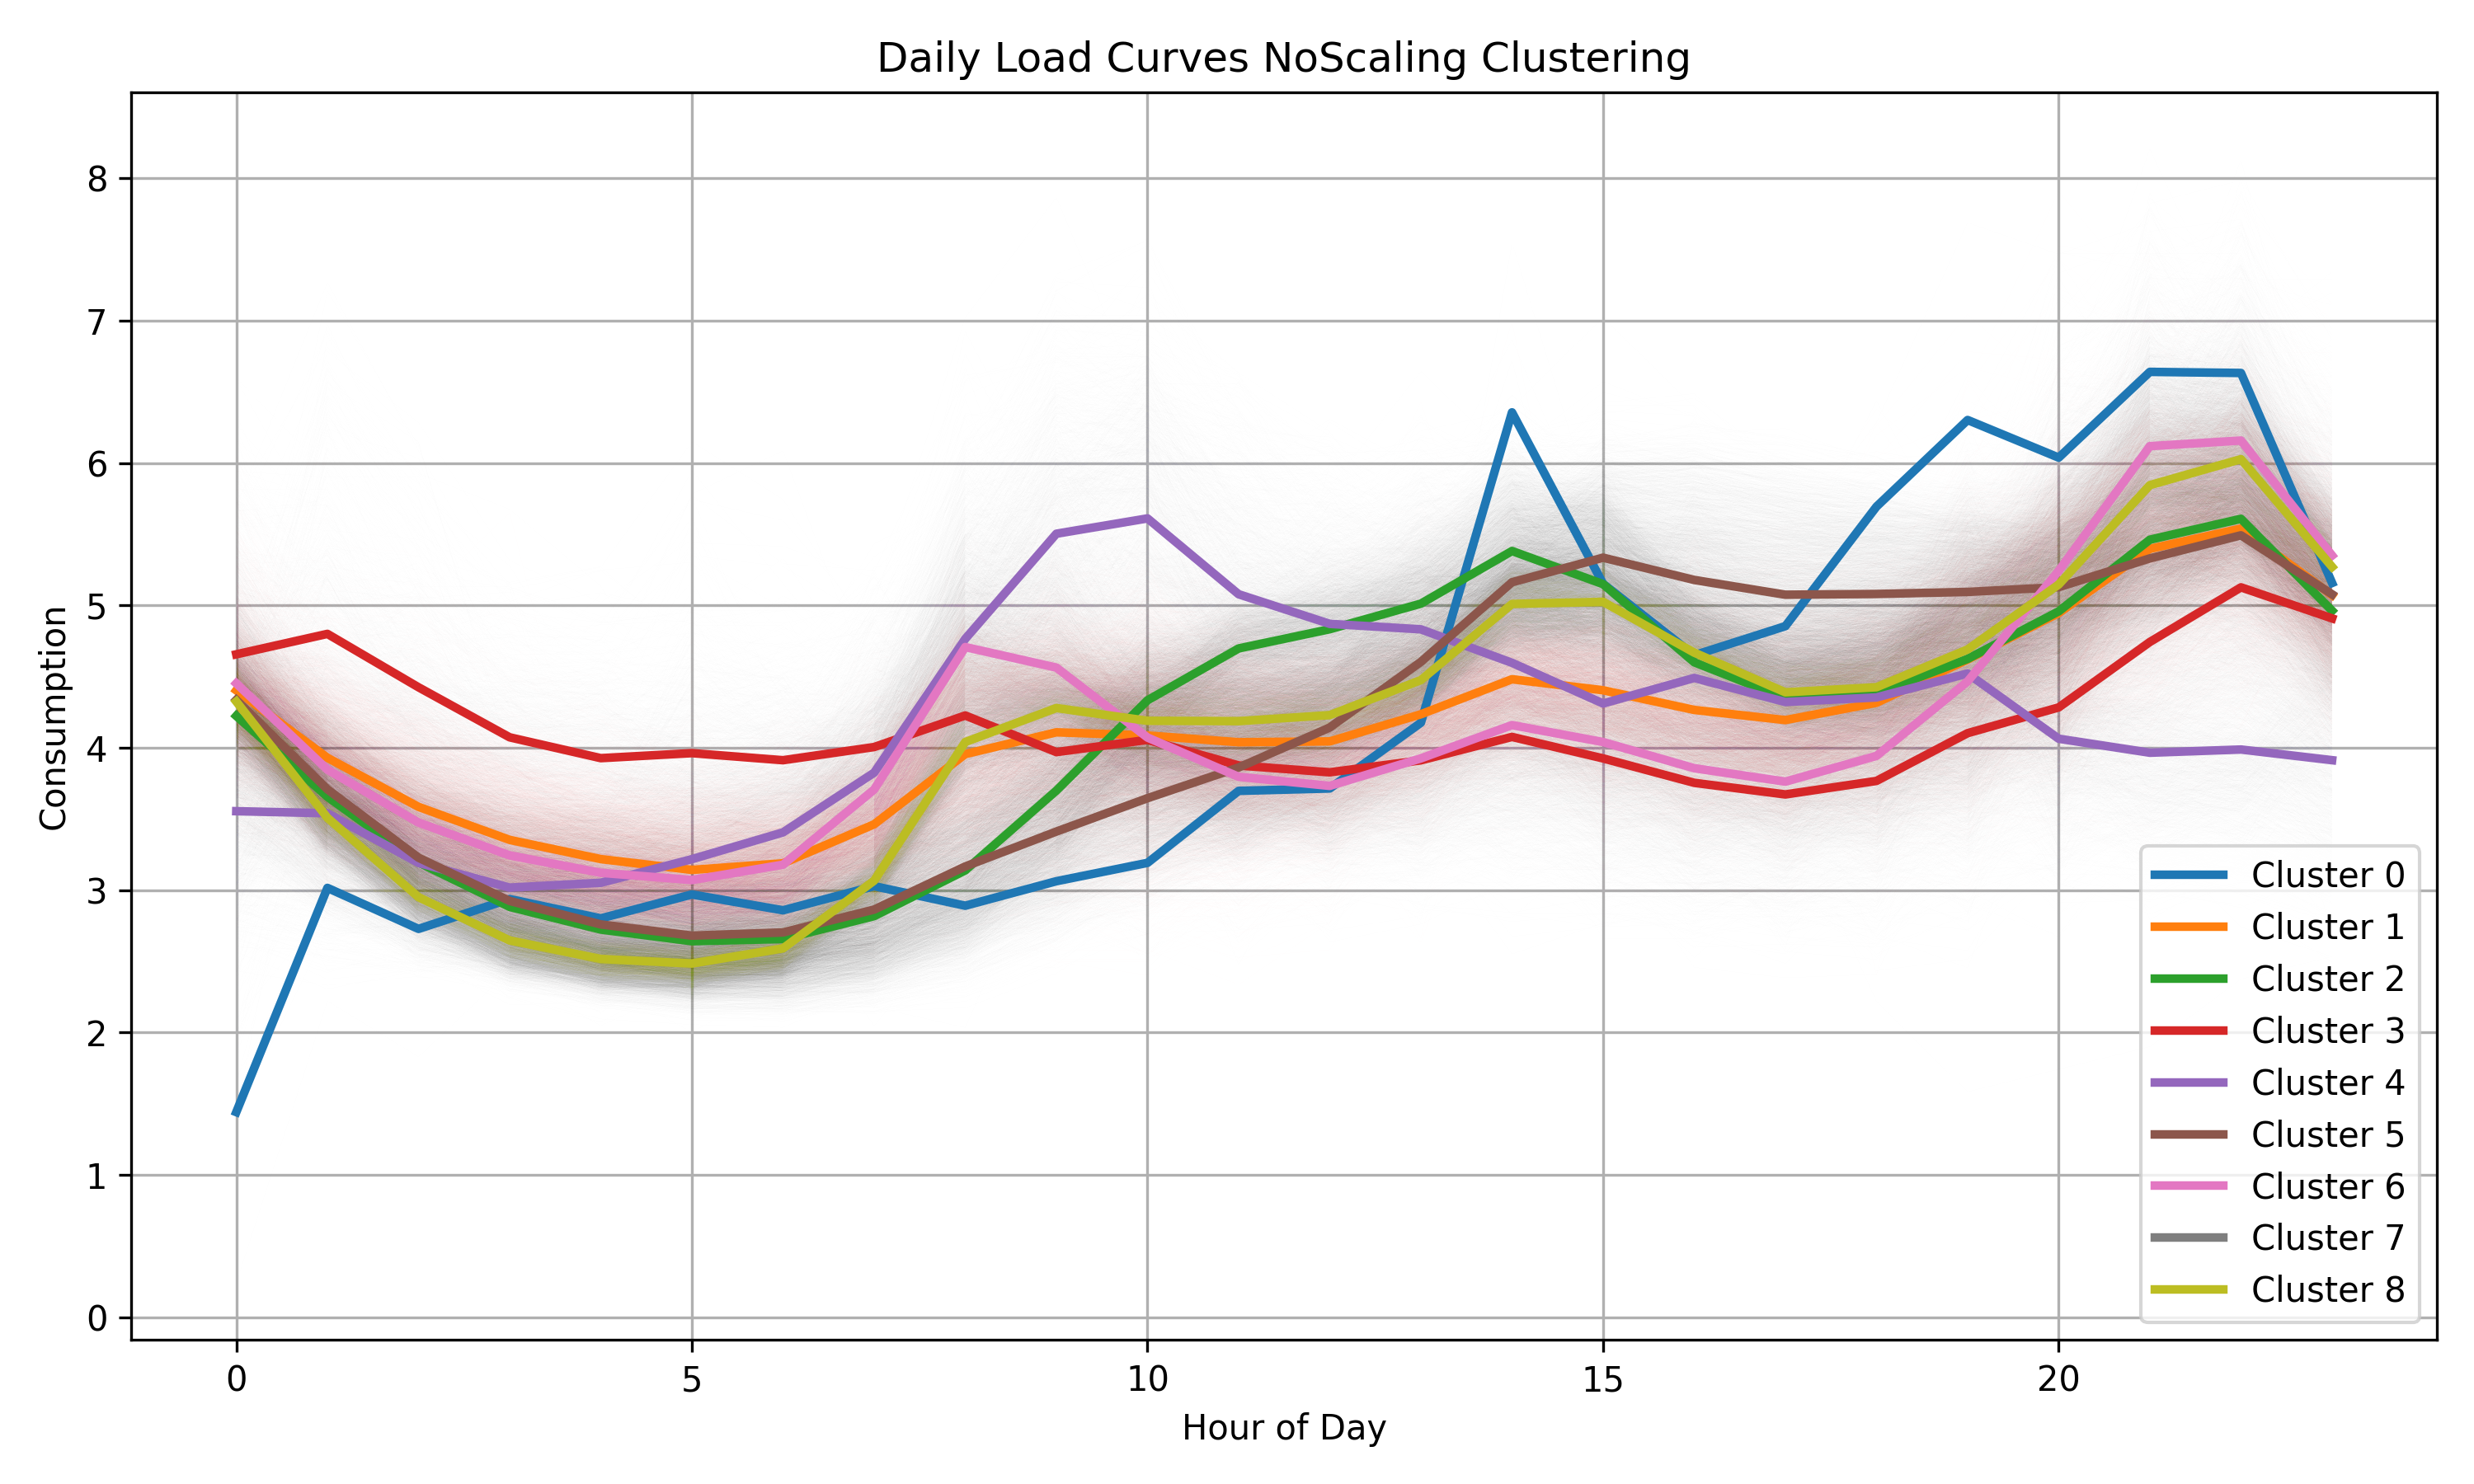 Daily Load Curves NoScaling Clustering
8
7
6
5
4
3
2
1
0
Consumption
0 5 10 15 20
Hour of Day
Cluster 0
Cluster 1
Cluster 2
Cluster 3
Cluster 4
Cluster 5
Cluster 6
Cluster 7
Cluster 8